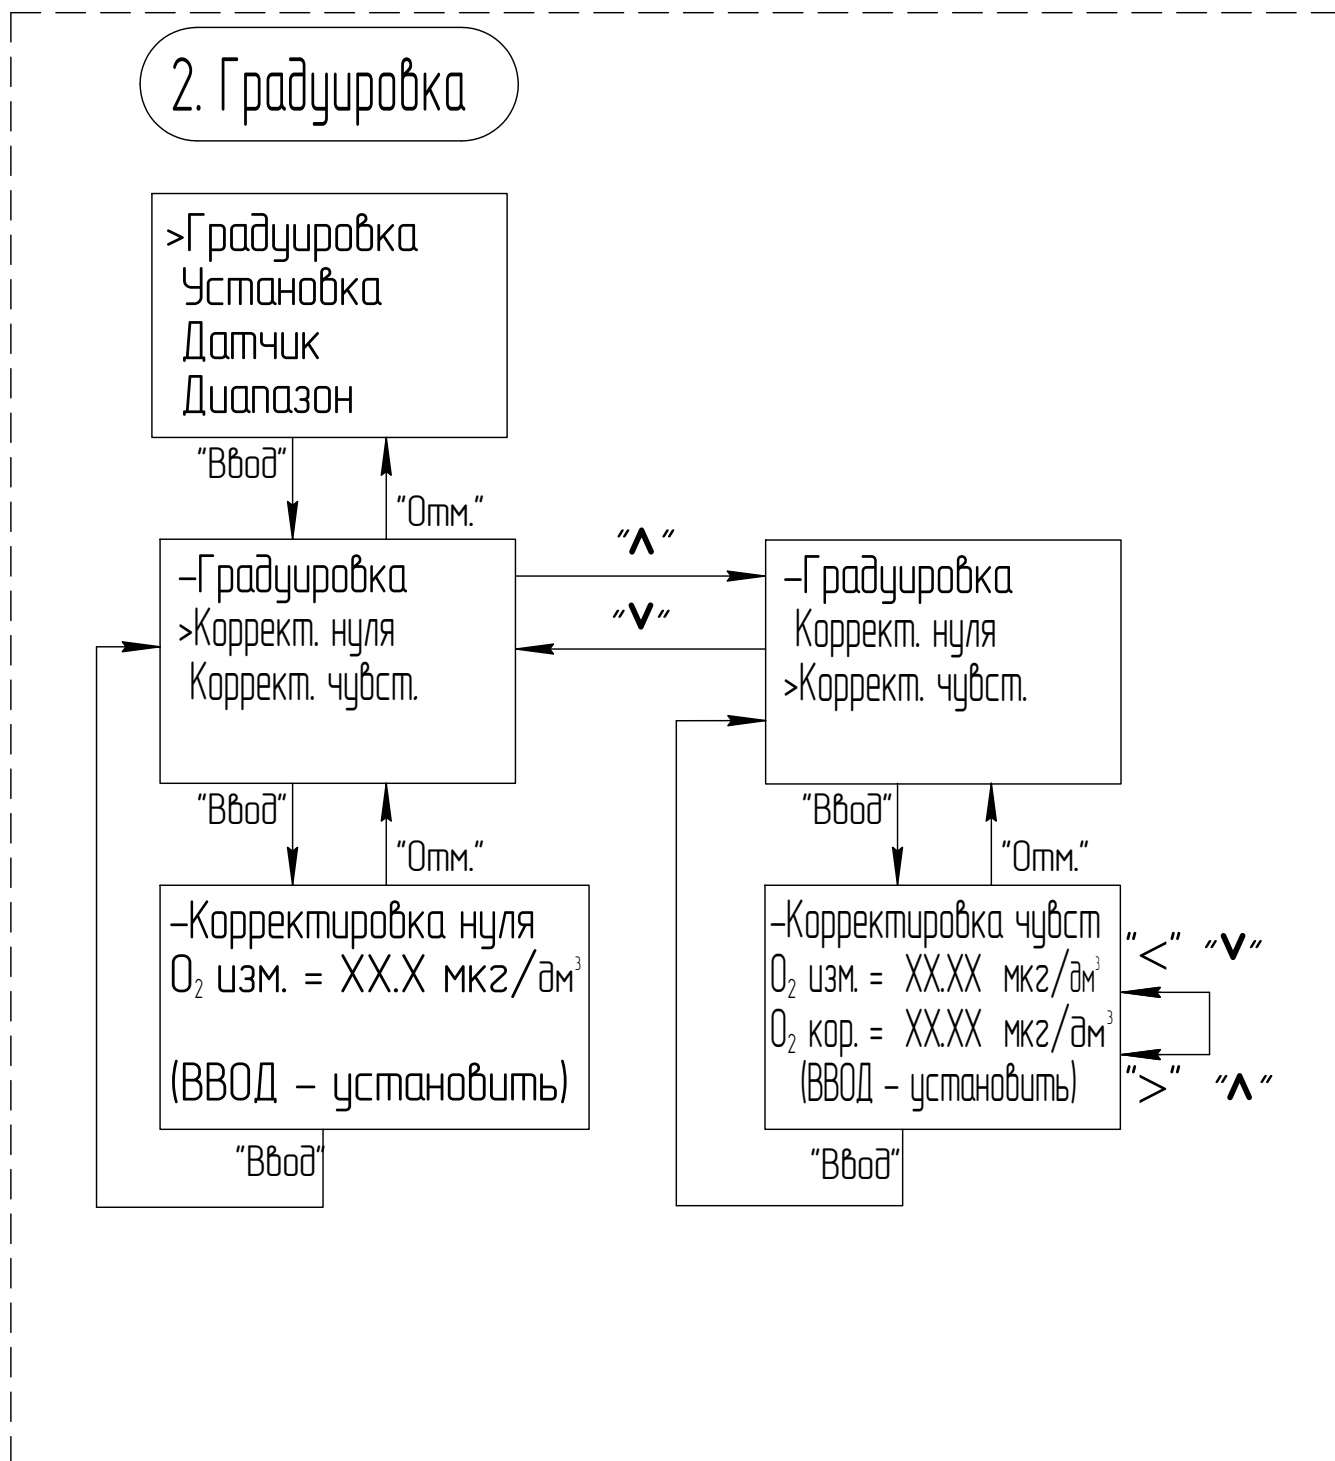 2. Градуировка
>Градуировка
Установка
Датчик
Диапазон
"Ввод"
"Отм."
–Градуировка
>Коррект. нуля
Коррект. чувст.
"Λ"
"V"
–Градуировка
Коррект. нуля
>Коррект. чувст.
"Ввод"
"Отм."
"Ввод"
"Отм."
–Корректировка нуля
O₂ изм. = XX.X мкг/дм³
(ВВОД – установить)
"Ввод"
–Корректировка чувст
O₂ изм. = XX.XX мкг/дм³
O₂ кор. = XX.XX мкг/дм³
(ВВОД – установить)
"<" "V"
">" "Λ"
"Ввод"